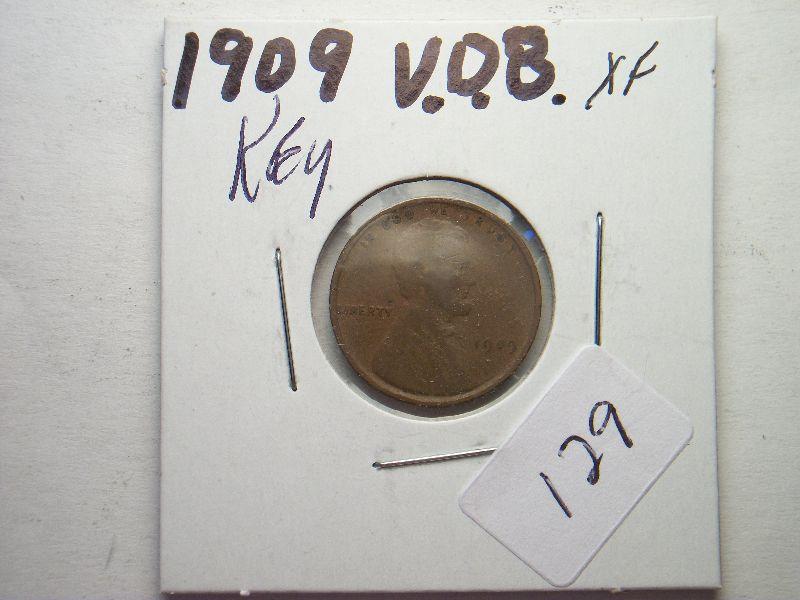 1909 V.D.B. XF
Key
IN GOD WE TRUST
LIBERTY
1909
129